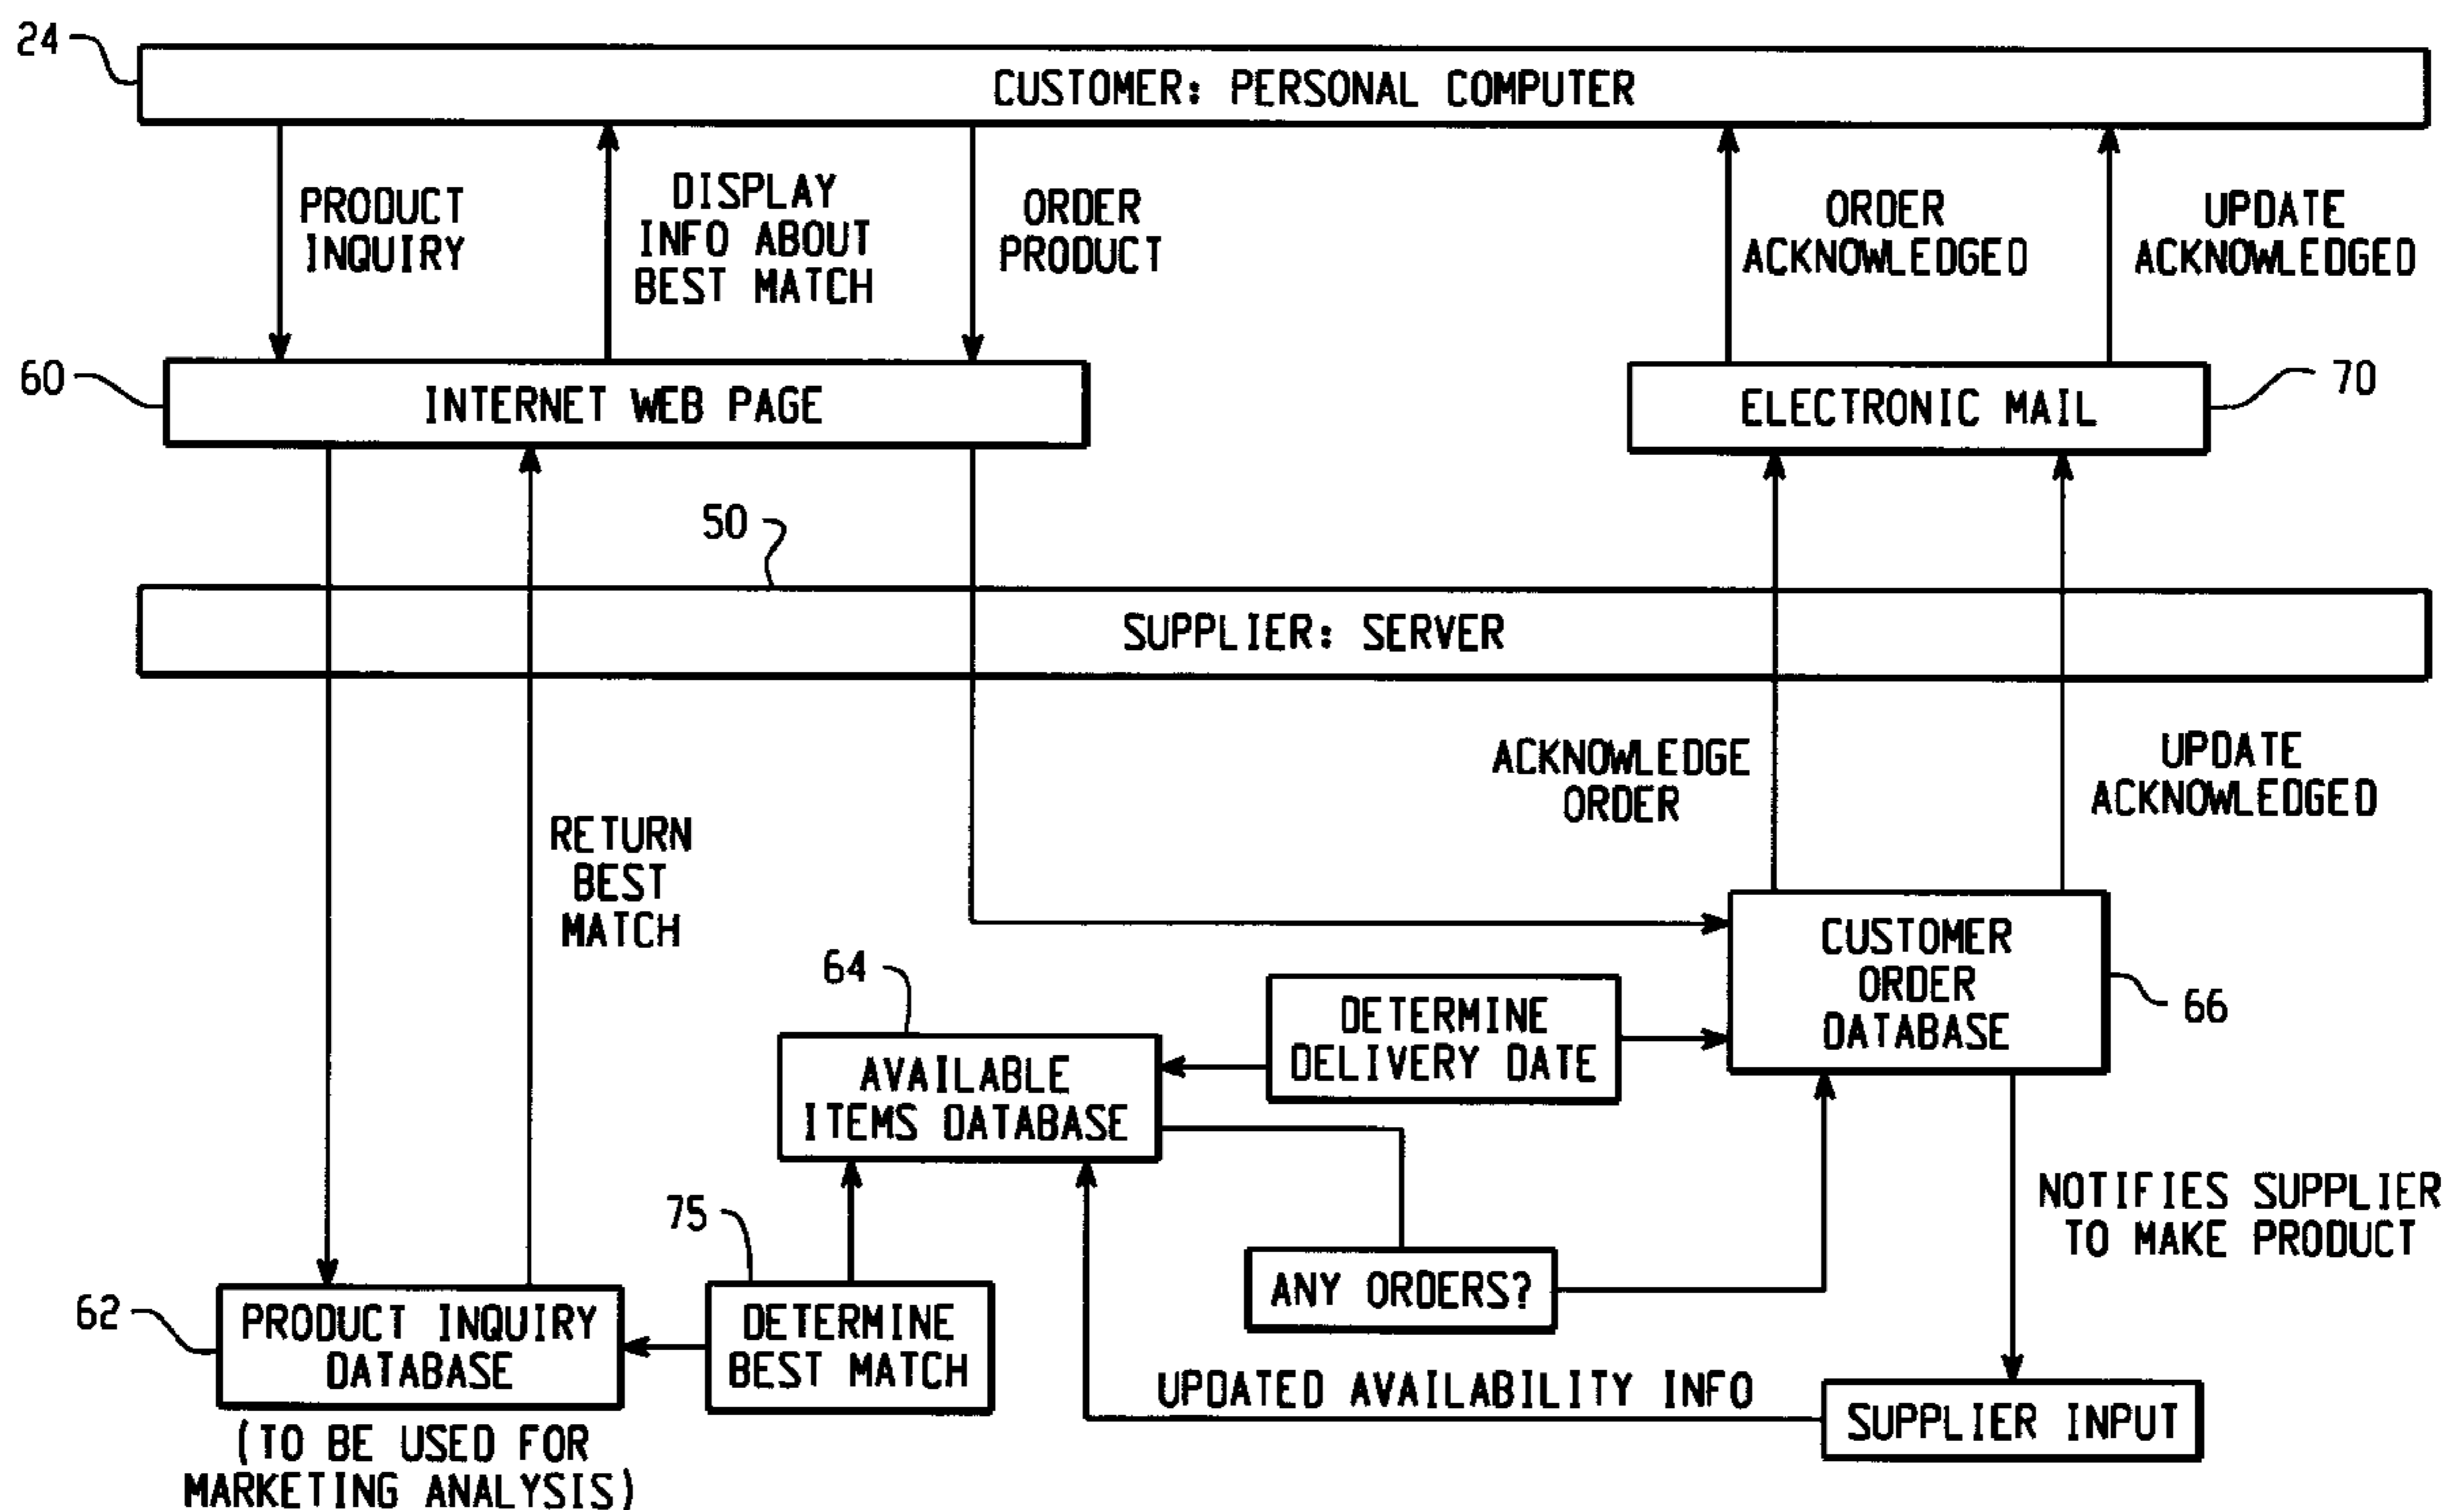 24
CUSTOMER: PERSONAL COMPUTER
PRODUCT
INQUIRY
DISPLAY
INFO ABOUT
BEST MATCH
ORDER
PRODUCT
ORDER
ACKNOWLEDGED
UPDATE
ACKNOWLEDGED
60
INTERNET WEB PAGE
ELECTRONIC MAIL
70
50
SUPPLIER: SERVER
RETURN
BEST
MATCH
ACKNOWLEDGE
ORDER
UPDATE
ACKNOWLEDGED
64
AVAILABLE
ITEMS DATABASE
DETERMINE
DELIVERY DATE
CUSTOMER
ORDER
DATABASE
66
75
ANY ORDERS?
NOTIFIES SUPPLIER
TO MAKE PRODUCT
62
PRODUCT INQUIRY
DATABASE
DETERMINE
BEST MATCH
UPDATED AVAILABILITY INFO
SUPPLIER INPUT
(TO BE USED FOR
MARKETING ANALYSIS)